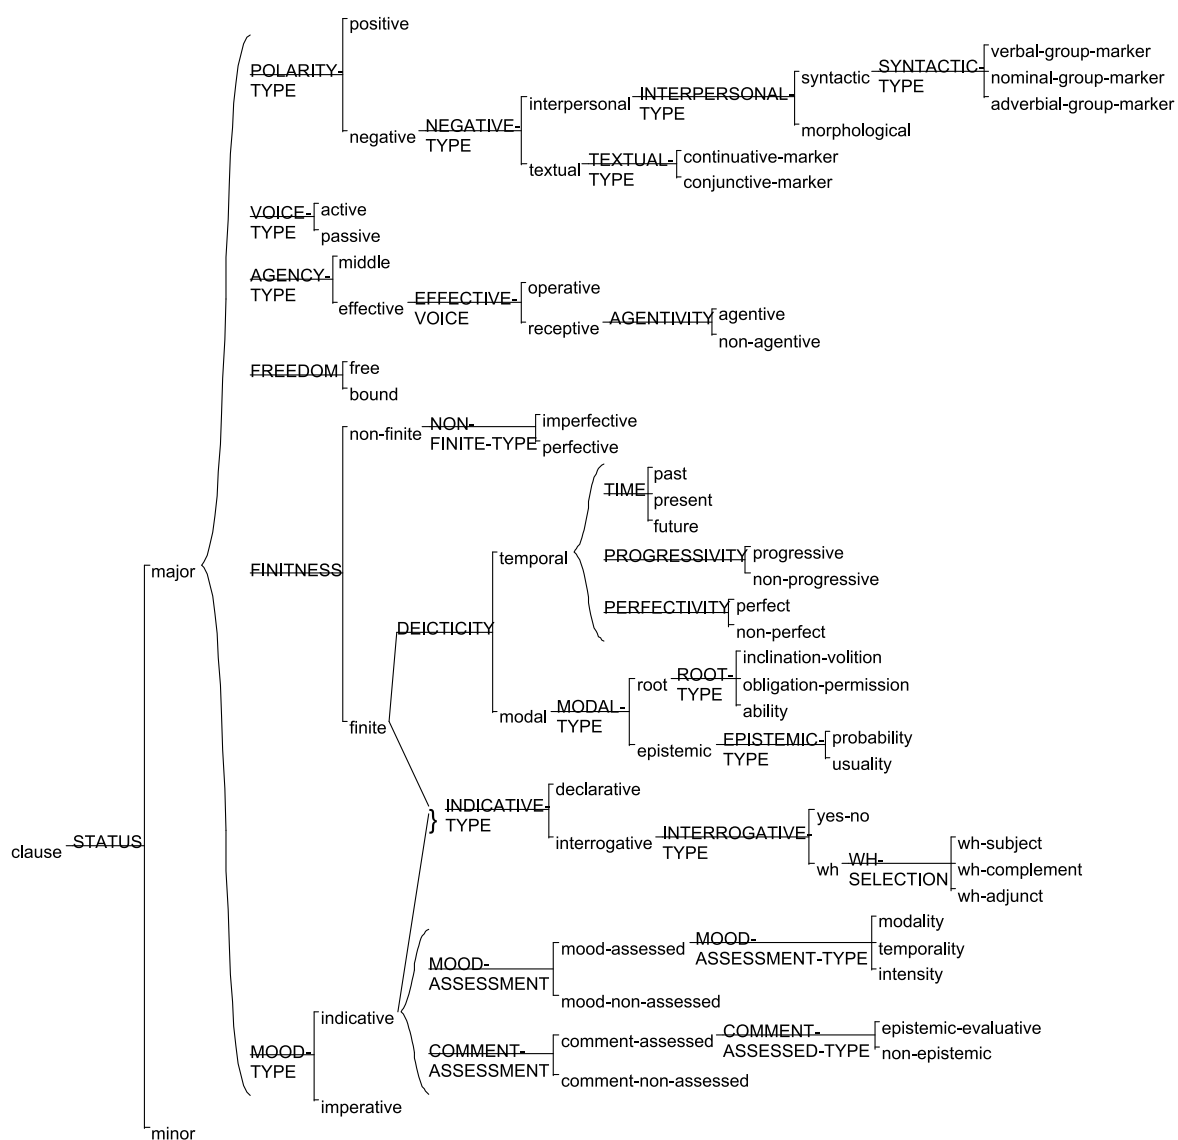 positive
POLARITY-
TYPE
negative
NEGATIVE-
TYPE
interpersonal
INTERPERSONAL-
TYPE
syntactic
SYNTACTIC-
TYPE
verbal-group-marker
nominal-group-marker
adverbial-group-marker
morphological
textual
TEXTUAL-
TYPE
continuative-marker
conjunctive-marker
VOICE-
TYPE
active
passive
AGENCY-
TYPE
middle
effective
EFFECTIVE-
VOICE
operative
receptive
AGENTIVITY
agentive
non-agentive
FREEDOM
free
bound
FINITNESS
non-finite
NON-
FINITE-TYPE
imperfective
perfective
finite
DEICTICITY
temporal
TIME
past
present
future
PROGRESSIVITY
progressive
non-progressive
PERFECTIVITY
perfect
non-perfect
modal
MODAL-
TYPE
root
ROOT-
TYPE
inclination-volition
obligation-permission
ability
epistemic
EPISTEMIC-
TYPE
probability
usuality
}
INDICATIVE-
TYPE
declarative
interrogative
INTERROGATIVE-
TYPE
yes-no
wh
WH-
SELECTION
wh-subject
wh-complement
wh-adjunct
clause
STATUS
major
minor
MOOD-
TYPE
indicative
imperative
MOOD-
ASSESSMENT
mood-assessed
MOOD-
ASSESSMENT-TYPE
modality
temporality
intensity
mood-non-assessed
COMMENT-
ASSESSMENT
comment-assessed
COMMENT-
ASSESSED-TYPE
epistemic-evaluative
non-epistemic
comment-non-assessed